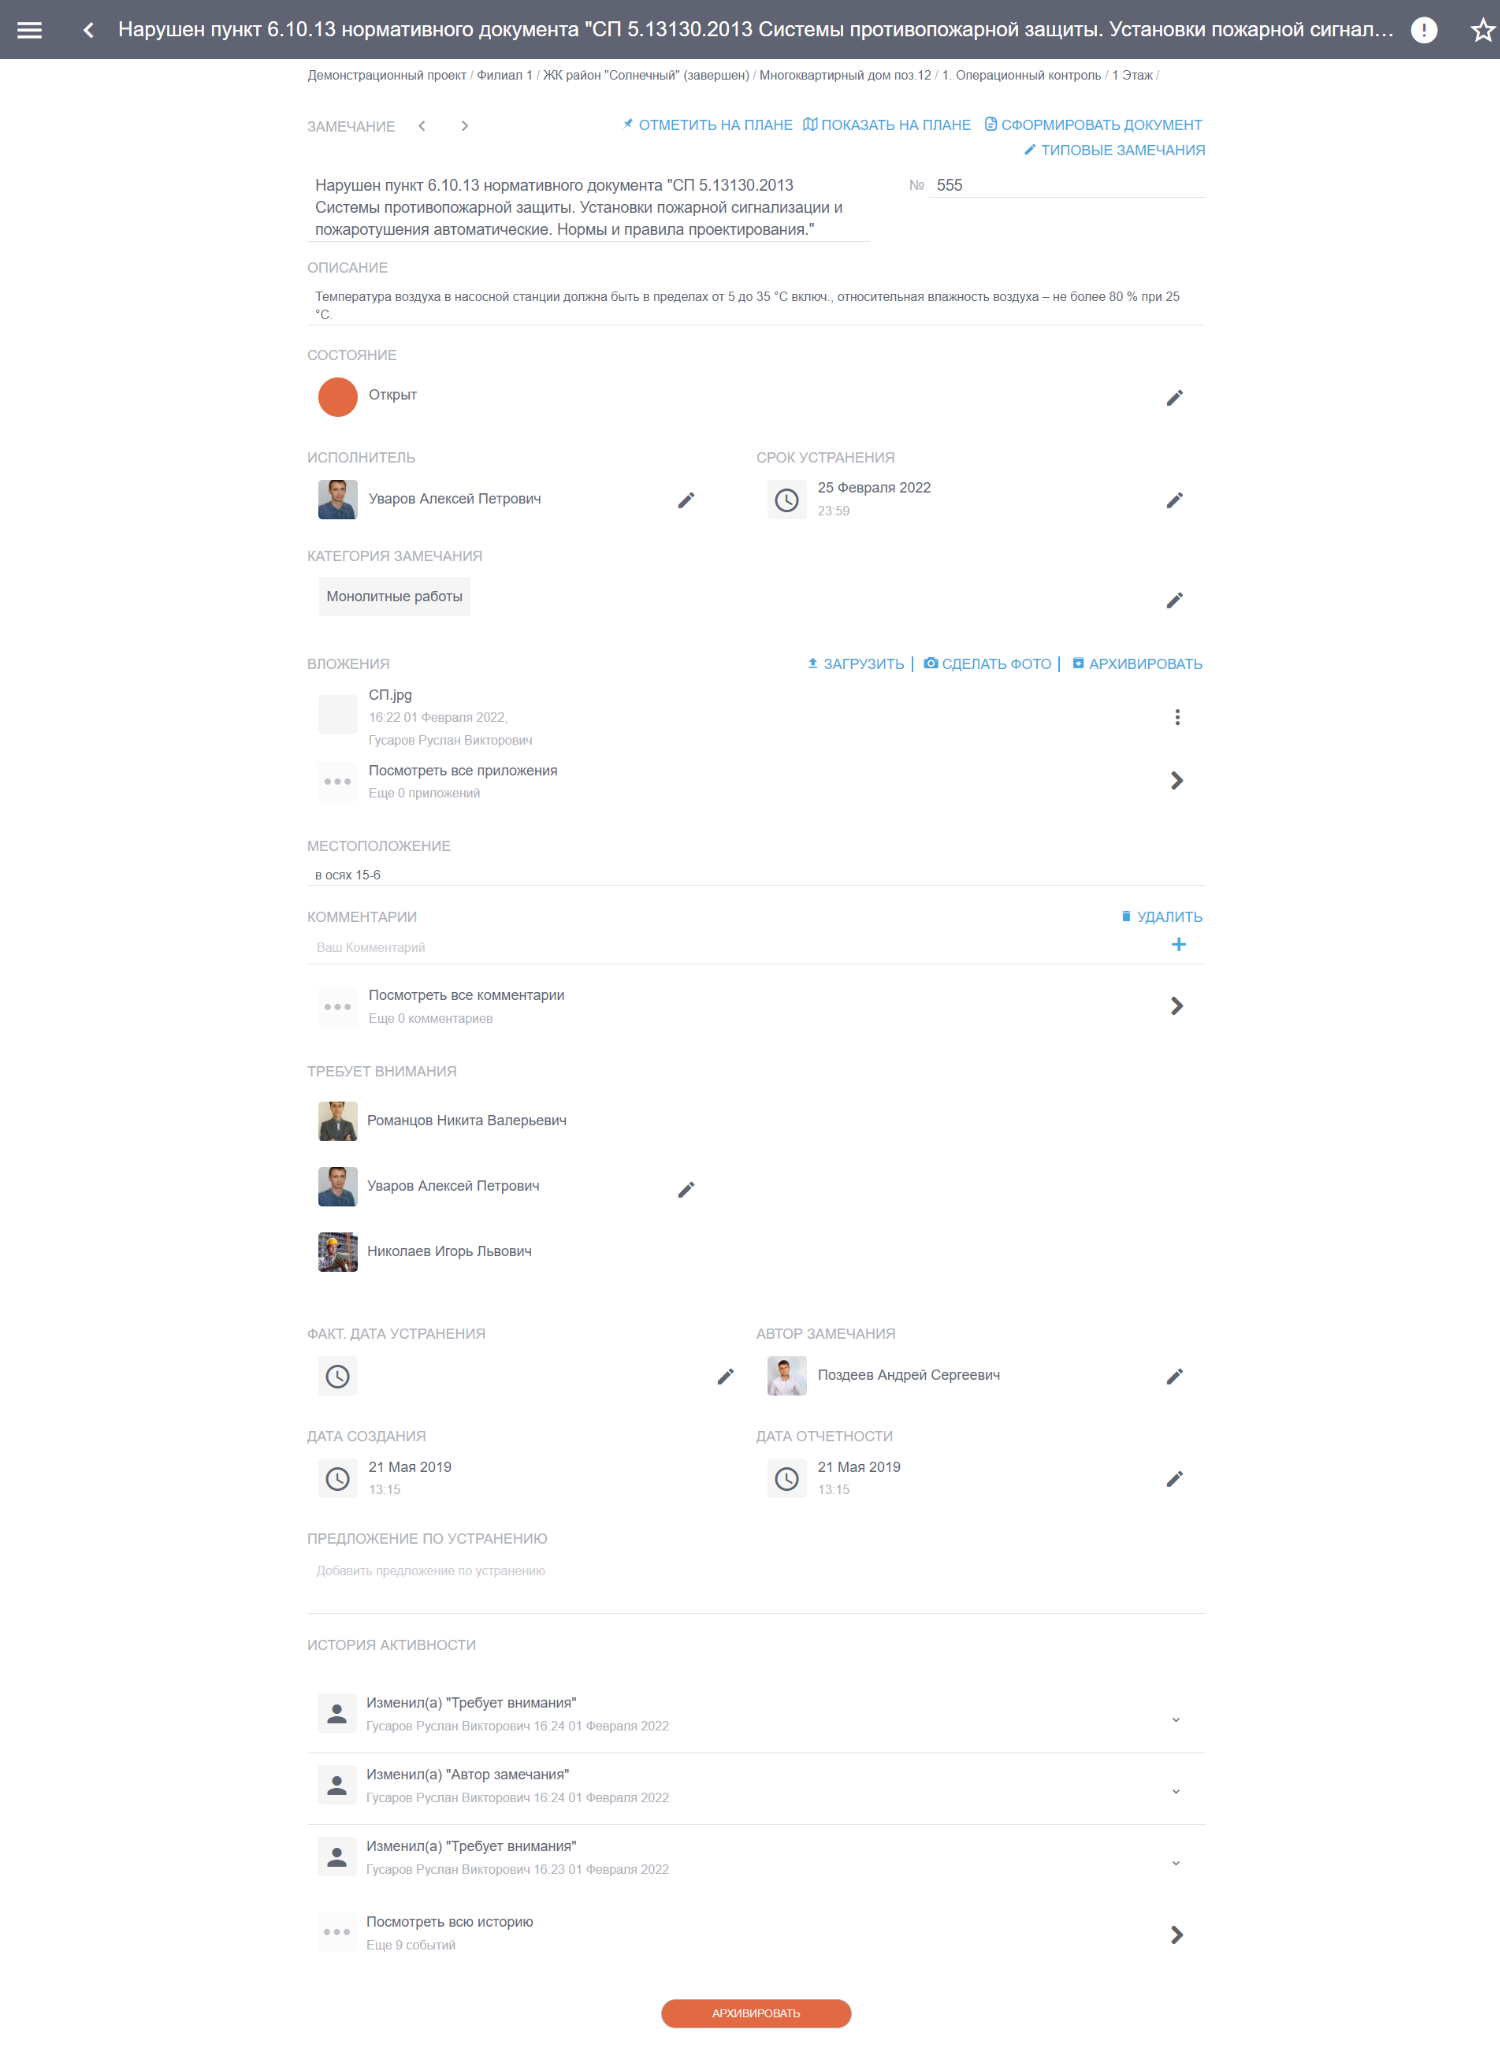 Нарушен пункт 6.10.13 нормативного документа "СП 5.13130.2013 Системы противопожарной защиты. Установки пожарной сигнал...
Демонстрационный проект / Филиал 1 / ЖК район "Солнечный" (завершен) / Многоквартирный дом поз.12 / 1. Операционный контроль / 1 Этаж /
ЗАМЕЧАНИЕ
ОТМЕТИТЬ НА ПЛАНЕ ПОКАЗАТЬ НА ПЛАНЕ СФОРМИРОВАТЬ ДОКУМЕНТ
ТИПОВЫЕ ЗАМЕЧАНИЯ
Нарушен пункт 6.10.13 нормативного документа "СП 5.13130.2013
Системы противопожарной защиты. Установки пожарной сигнализации и
пожаротушения автоматические. Нормы и правила проектирования."
№ 555
ОПИСАНИЕ
Температура воздуха в насосной станции должна быть в пределах от 5 до 35 °С включ., относительная влажность воздуха – не более 80 % при 25
°С.
СОСТОЯНИЕ
Открыт
ИСПОЛНИТЕЛЬ
Уваров Алексей Петрович
СРОК УСТРАНЕНИЯ
25 Февраля 2022
23:59
КАТЕГОРИЯ ЗАМЕЧАНИЯ
Монолитные работы
ВЛОЖЕНИЯ
ЗАГРУЗИТЬ | СДЕЛАТЬ ФОТО | АРХИВИРОВАТЬ
СП.jpg
16:22 01 Февраля 2022,
Гусаров Руслан Викторович
Посмотреть все приложения
Еще 0 приложений
МЕСТОПОЛОЖЕНИЕ
в осях 15-6
КОММЕНТАРИИ
УДАЛИТЬ
Ваш Комментарий
Посмотреть все комментарии
Еще 0 комментариев
ТРЕБУЕТ ВНИМАНИЯ
Романцов Никита Валерьевич
Уваров Алексей Петрович
Николаев Игорь Львович
ФАКТ. ДАТА УСТРАНЕНИЯ
АВТОР ЗАМЕЧАНИЯ
Поздеев Андрей Сергеевич
ДАТА СОЗДАНИЯ
21 Мая 2019
13:15
ДАТА ОТЧЕТНОСТИ
21 Мая 2019
13:15
ПРЕДЛОЖЕНИЕ ПО УСТРАНЕНИЮ
Добавить предложение по устранению
ИСТОРИЯ АКТИВНОСТИ
Изменил(а) "Требует внимания"
Гусаров Руслан Викторович 16:24 01 Февраля 2022
Изменил(а) "Автор замечания"
Гусаров Руслан Викторович 16:24 01 Февраля 2022
Изменил(а) "Требует внимания"
Гусаров Руслан Викторович 16:23 01 Февраля 2022
Посмотреть всю историю
Еще 9 событий
АРХИВИРОВАТЬ